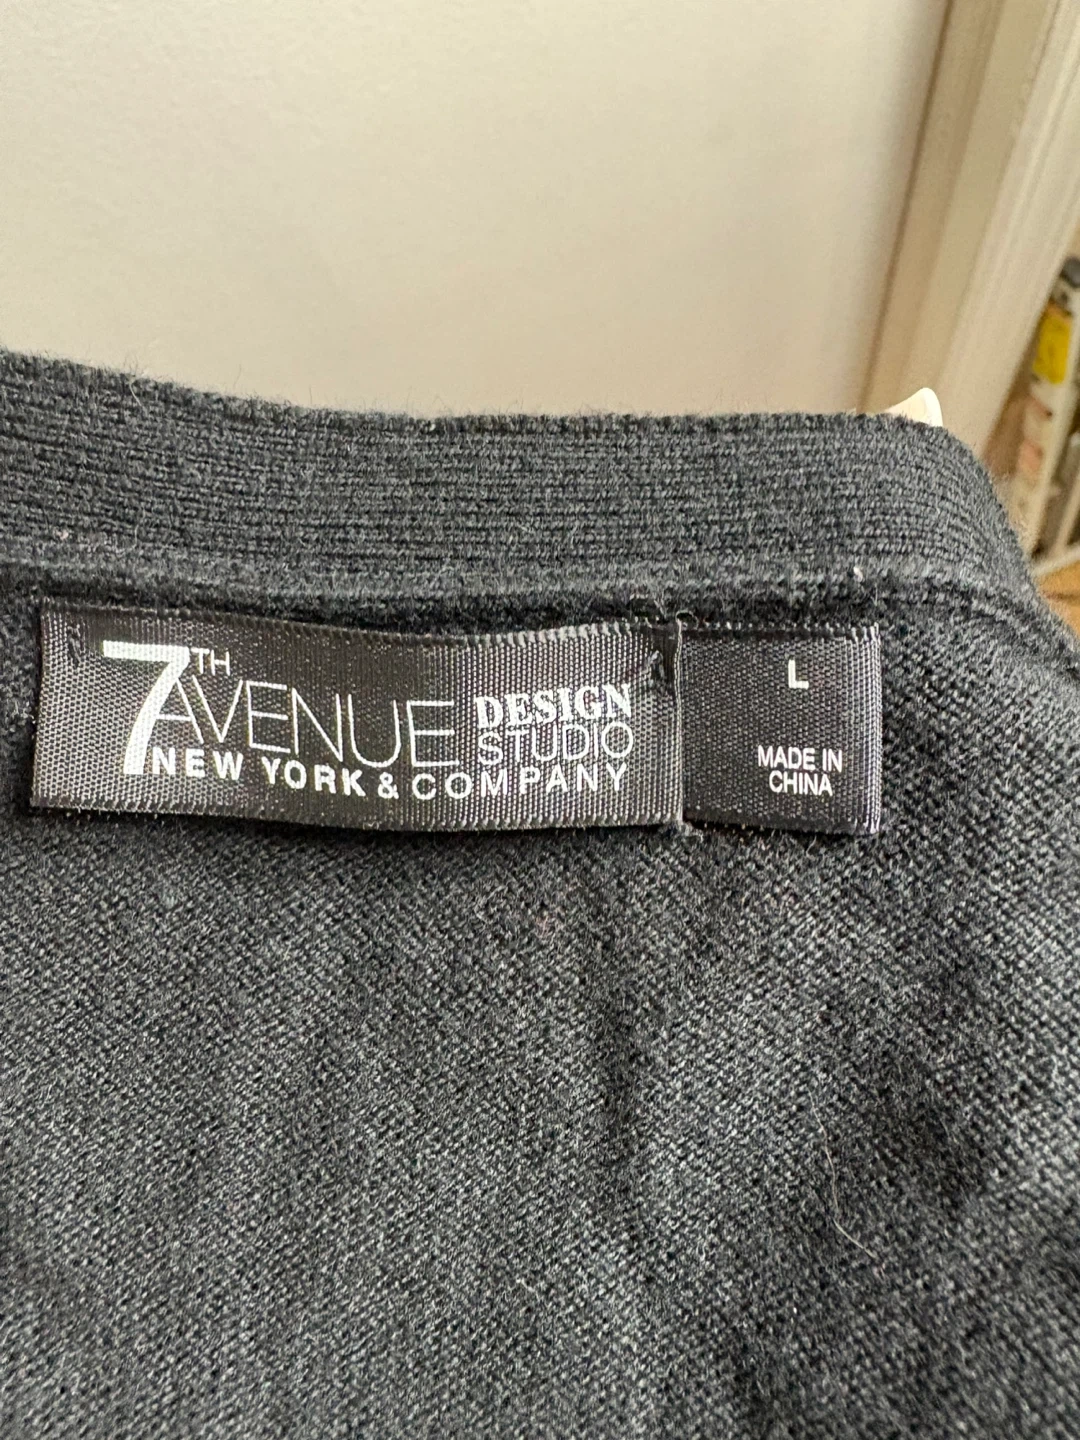 7TH AVENUE DESIGN STUDIO
NEW YORK & COMPANY
L
MADE IN
CHINA